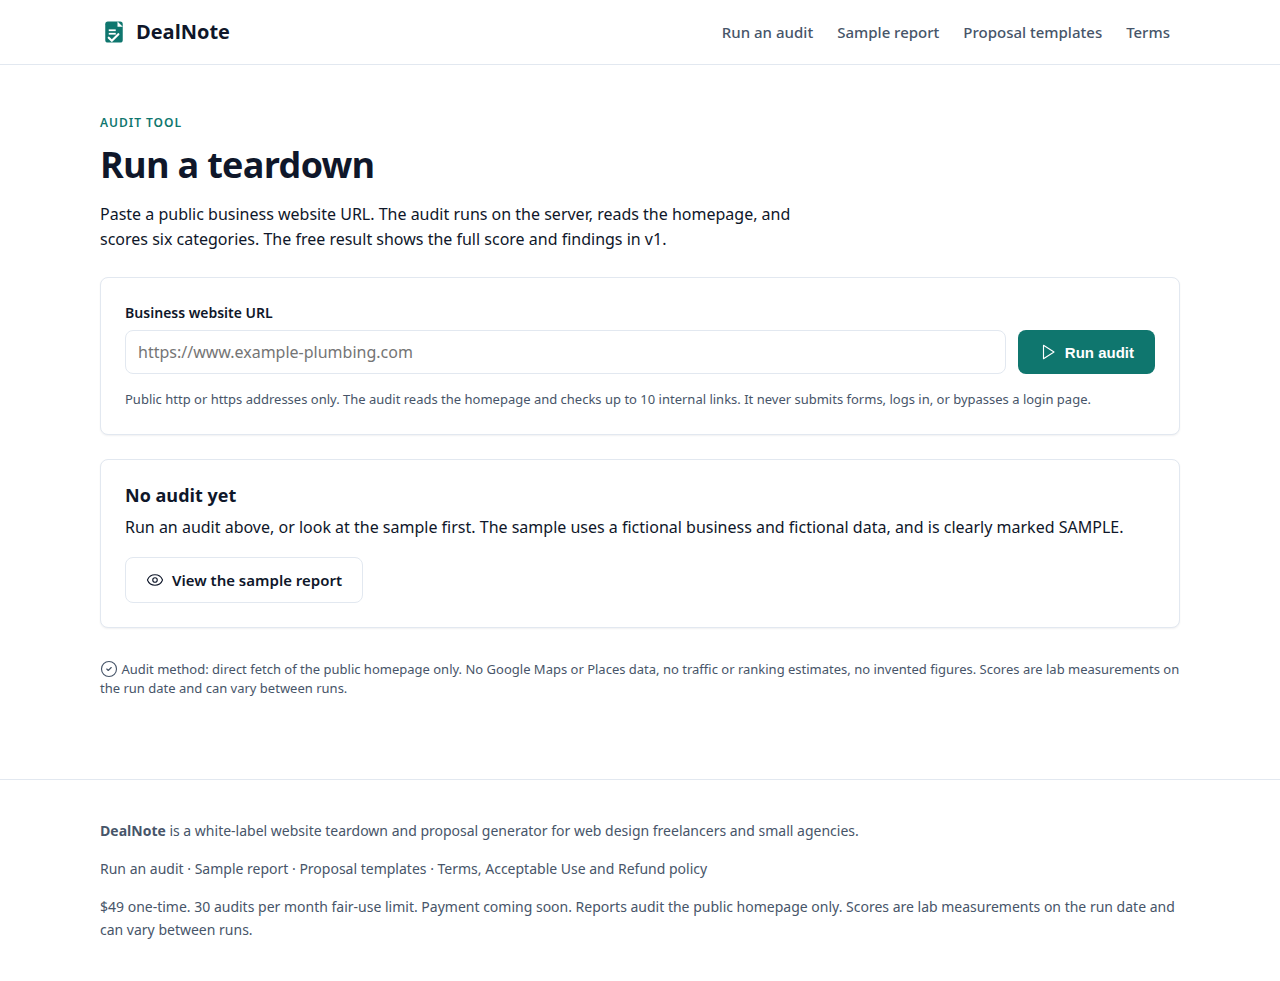 DealNote
Run an audit
Sample report
Proposal templates
Terms
AUDIT TOOL
Run a teardown
Paste a public business website URL. The audit runs on the server, reads the homepage, and
scores six categories. The free result shows the full score and findings in v1.
Business website URL
https://www.example-plumbing.com
Run audit
Public http or https addresses only. The audit reads the homepage and checks up to 10 internal links. It never submits forms, logs in, or bypasses a login page.
No audit yet
Run an audit above, or look at the sample first. The sample uses a fictional business and fictional data, and is clearly marked SAMPLE.
View the sample report
Audit method: direct fetch of the public homepage only. No Google Maps or Places data, no traffic or ranking estimates, no invented figures. Scores are lab measurements on
the run date and can vary between runs.
DealNote is a white-label website teardown and proposal generator for web design freelancers and small agencies.
Run an audit · Sample report · Proposal templates · Terms, Acceptable Use and Refund policy
$49 one-time. 30 audits per month fair-use limit. Payment coming soon. Reports audit the public homepage only. Scores are lab measurements on the run date and
can vary between runs.